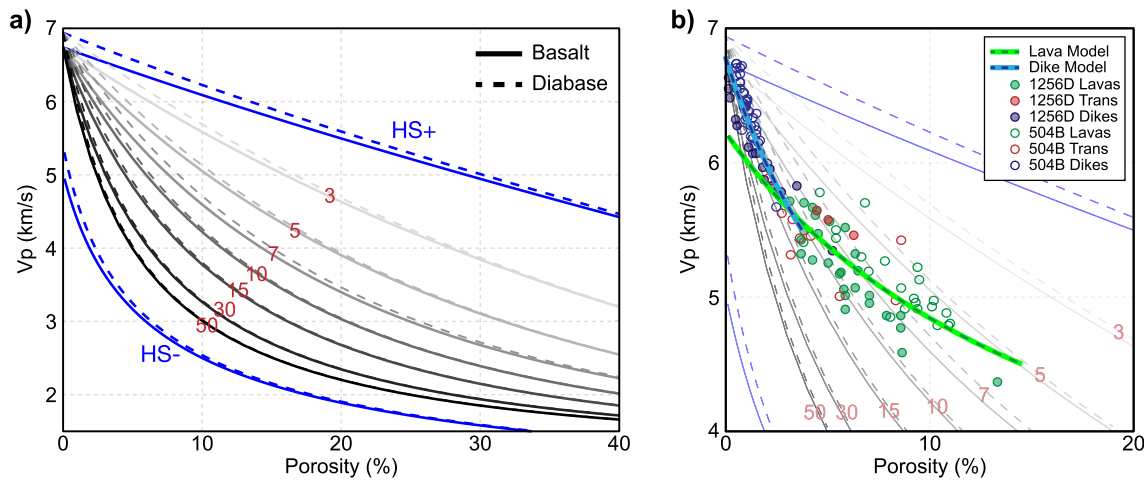 a)
7
6
5
4
3
2
Vp (km/s)
0
10
20
30
40
Porosity (%)
Basalt
Diabase
HS+
HS-
3
5
7
10
15
30
50
b)
7
6
5
4
Vp (km/s)
0
10
20
Porosity (%)
Lava Model
Dike Model
1256D Lavas
1256D Trans
1256D Dikes
504B Lavas
504B Trans
504B Dikes
3
5
7
10
15
30
50